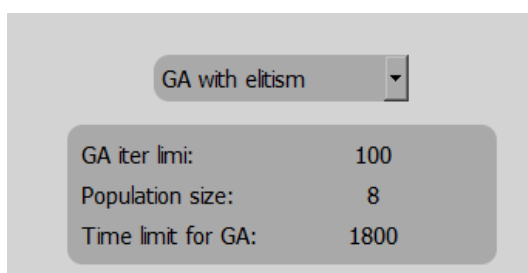 GA with elitism
GA iter limi: 100
Population size: 8
Time limit for GA: 1800